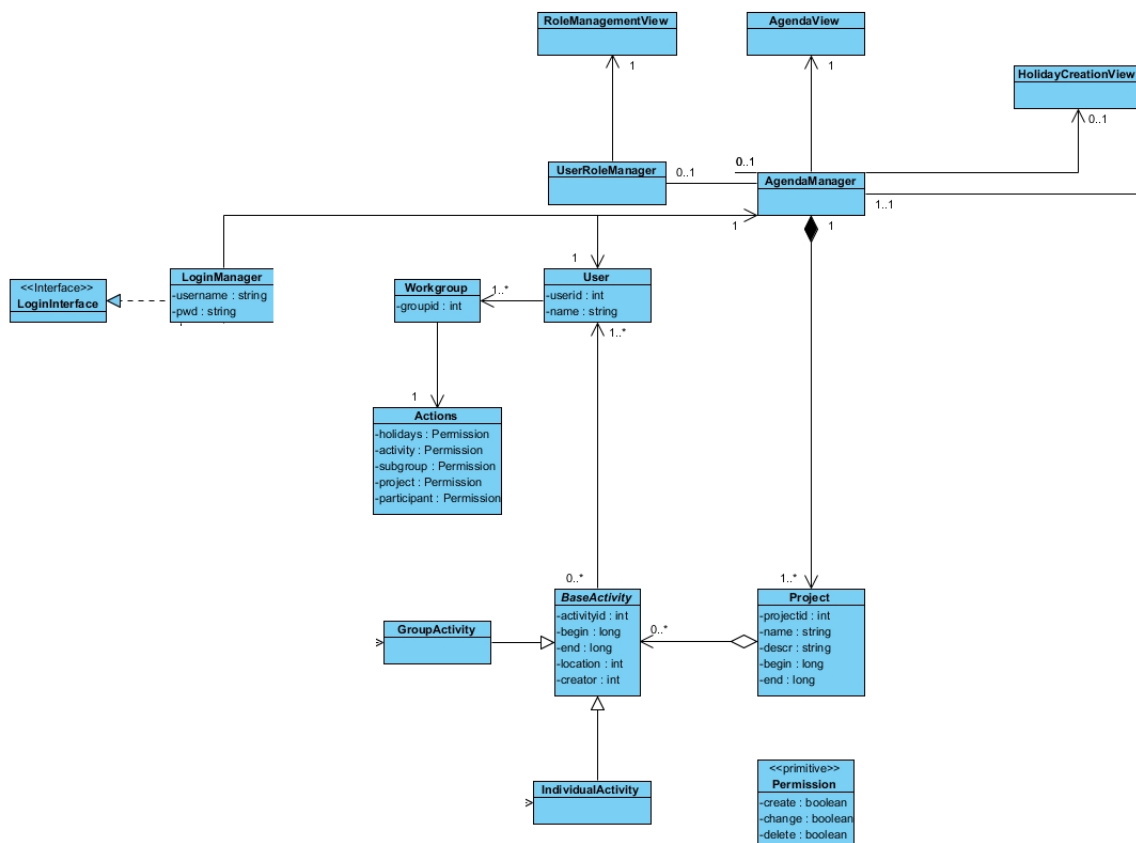 RoleManagementView
AgendaView
1
1
HolidayCreationView
0..1
UserRoleManager
0..1
0..1
AgendaManager
1..1
1
1
<<Interface>>
LoginInterface
LoginManager
-username : string
-pwd : string
Workgroup
-groupid : int
1..*
1
User
-userid : int
-name : string
1..*
1
Actions
-holidays : Permission
-activity : Permission
-subgroup : Permission
-project : Permission
-participant : Permission
0..*
1..*
GroupActivity
BaseActivity
-activityid : int
-begin : long
-end : long
-location : int
-creator : int
0..*
Project
-projectid : int
-name : string
-descr : string
-begin : long
-end : long
IndividualActivity
<<primitive>>
Permission
-create : boolean
-change : boolean
-delete : boolean